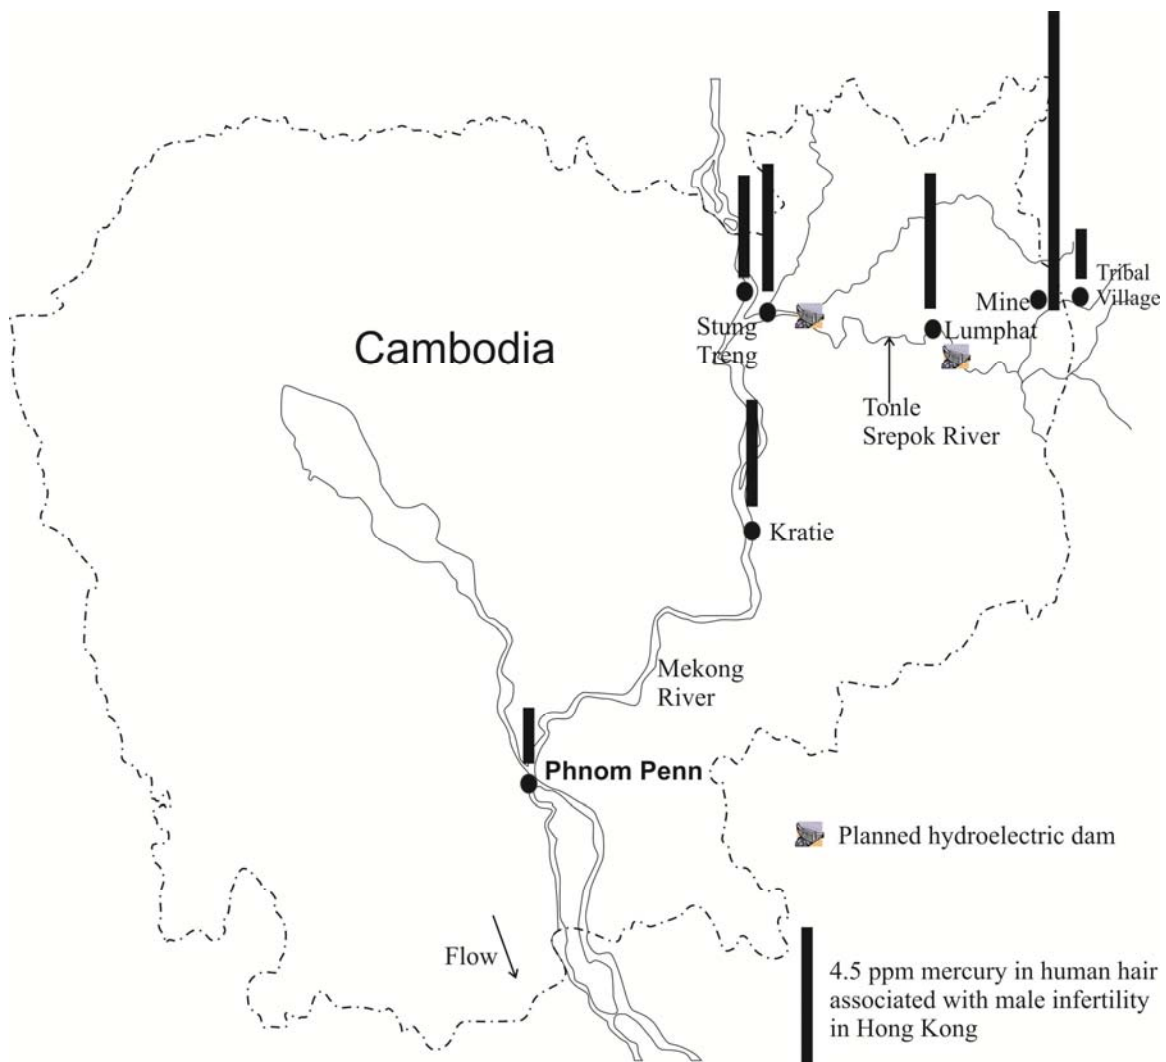 Tribal
Village
Mine
Lumphat
Stung
Treng
Cambodia
Tonle
Srepok River
Kratie
Mekong
River
Phnom Penn
Planned hydroelectric dam
Flow
4.5 ppm mercury in human hair
associated with male infertility
in Hong Kong